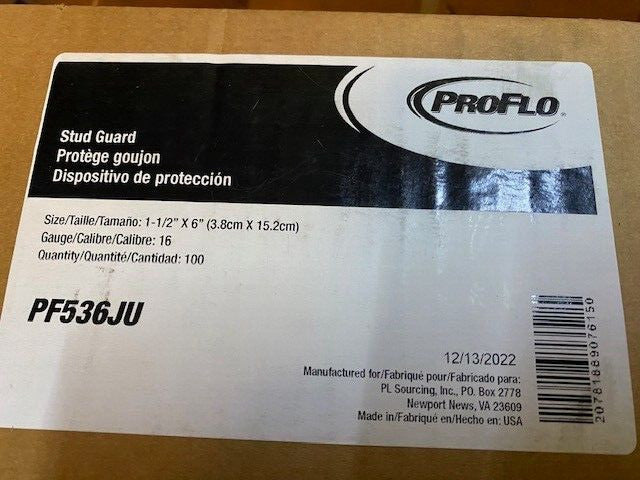 PROFLO®
Stud Guard
Protège goujon
Dispositivo de protección
Size/Taille/Tamaño: 1-1/2" X 6" (3.8cm X 15.2cm)
Gauge/Calibre/Calibre: 16
Quantity/Quantité/Cantidad: 100
PF536JU
12/13/2022
Manufactured for/Fabriqué pour/Fabricado para:
PL Sourcing, Inc., PO. Box 2778
Newport News, VA 23609
Made in/Fabriqué en/Hecho en: USA
20781889076150